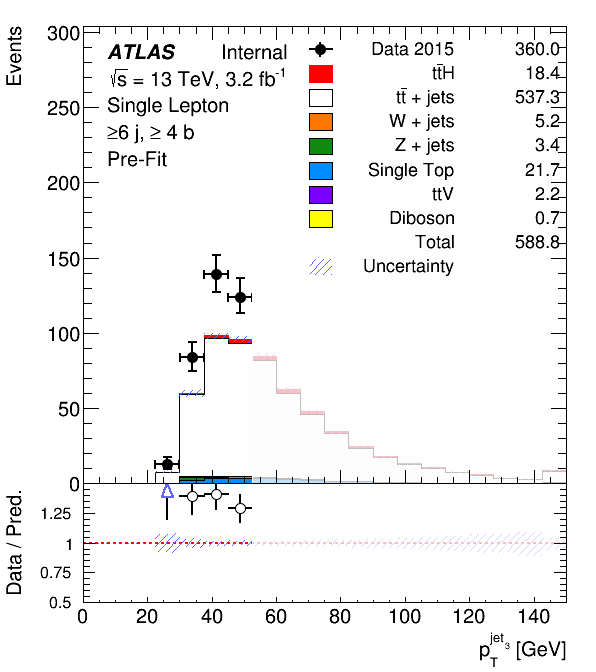 Events
300
250
200
150
100
50
0
ATLAS Internal
√s = 13 TeV, 3.2 fb⁻¹
Single Lepton
≥6 j, ≥ 4 b
Pre-Fit
Data 2015 360.0
tt̄H 18.4
tt̄ + jets 537.3
W + jets 5.2
Z + jets 3.4
Single Top 21.7
ttV 2.2
Diboson 0.7
Total 588.8
Uncertainty
Data / Pred.
1.25
1
0.75
0.5
0 20 40 60 80 100 120 140
p_T^{jet_3} [GeV]